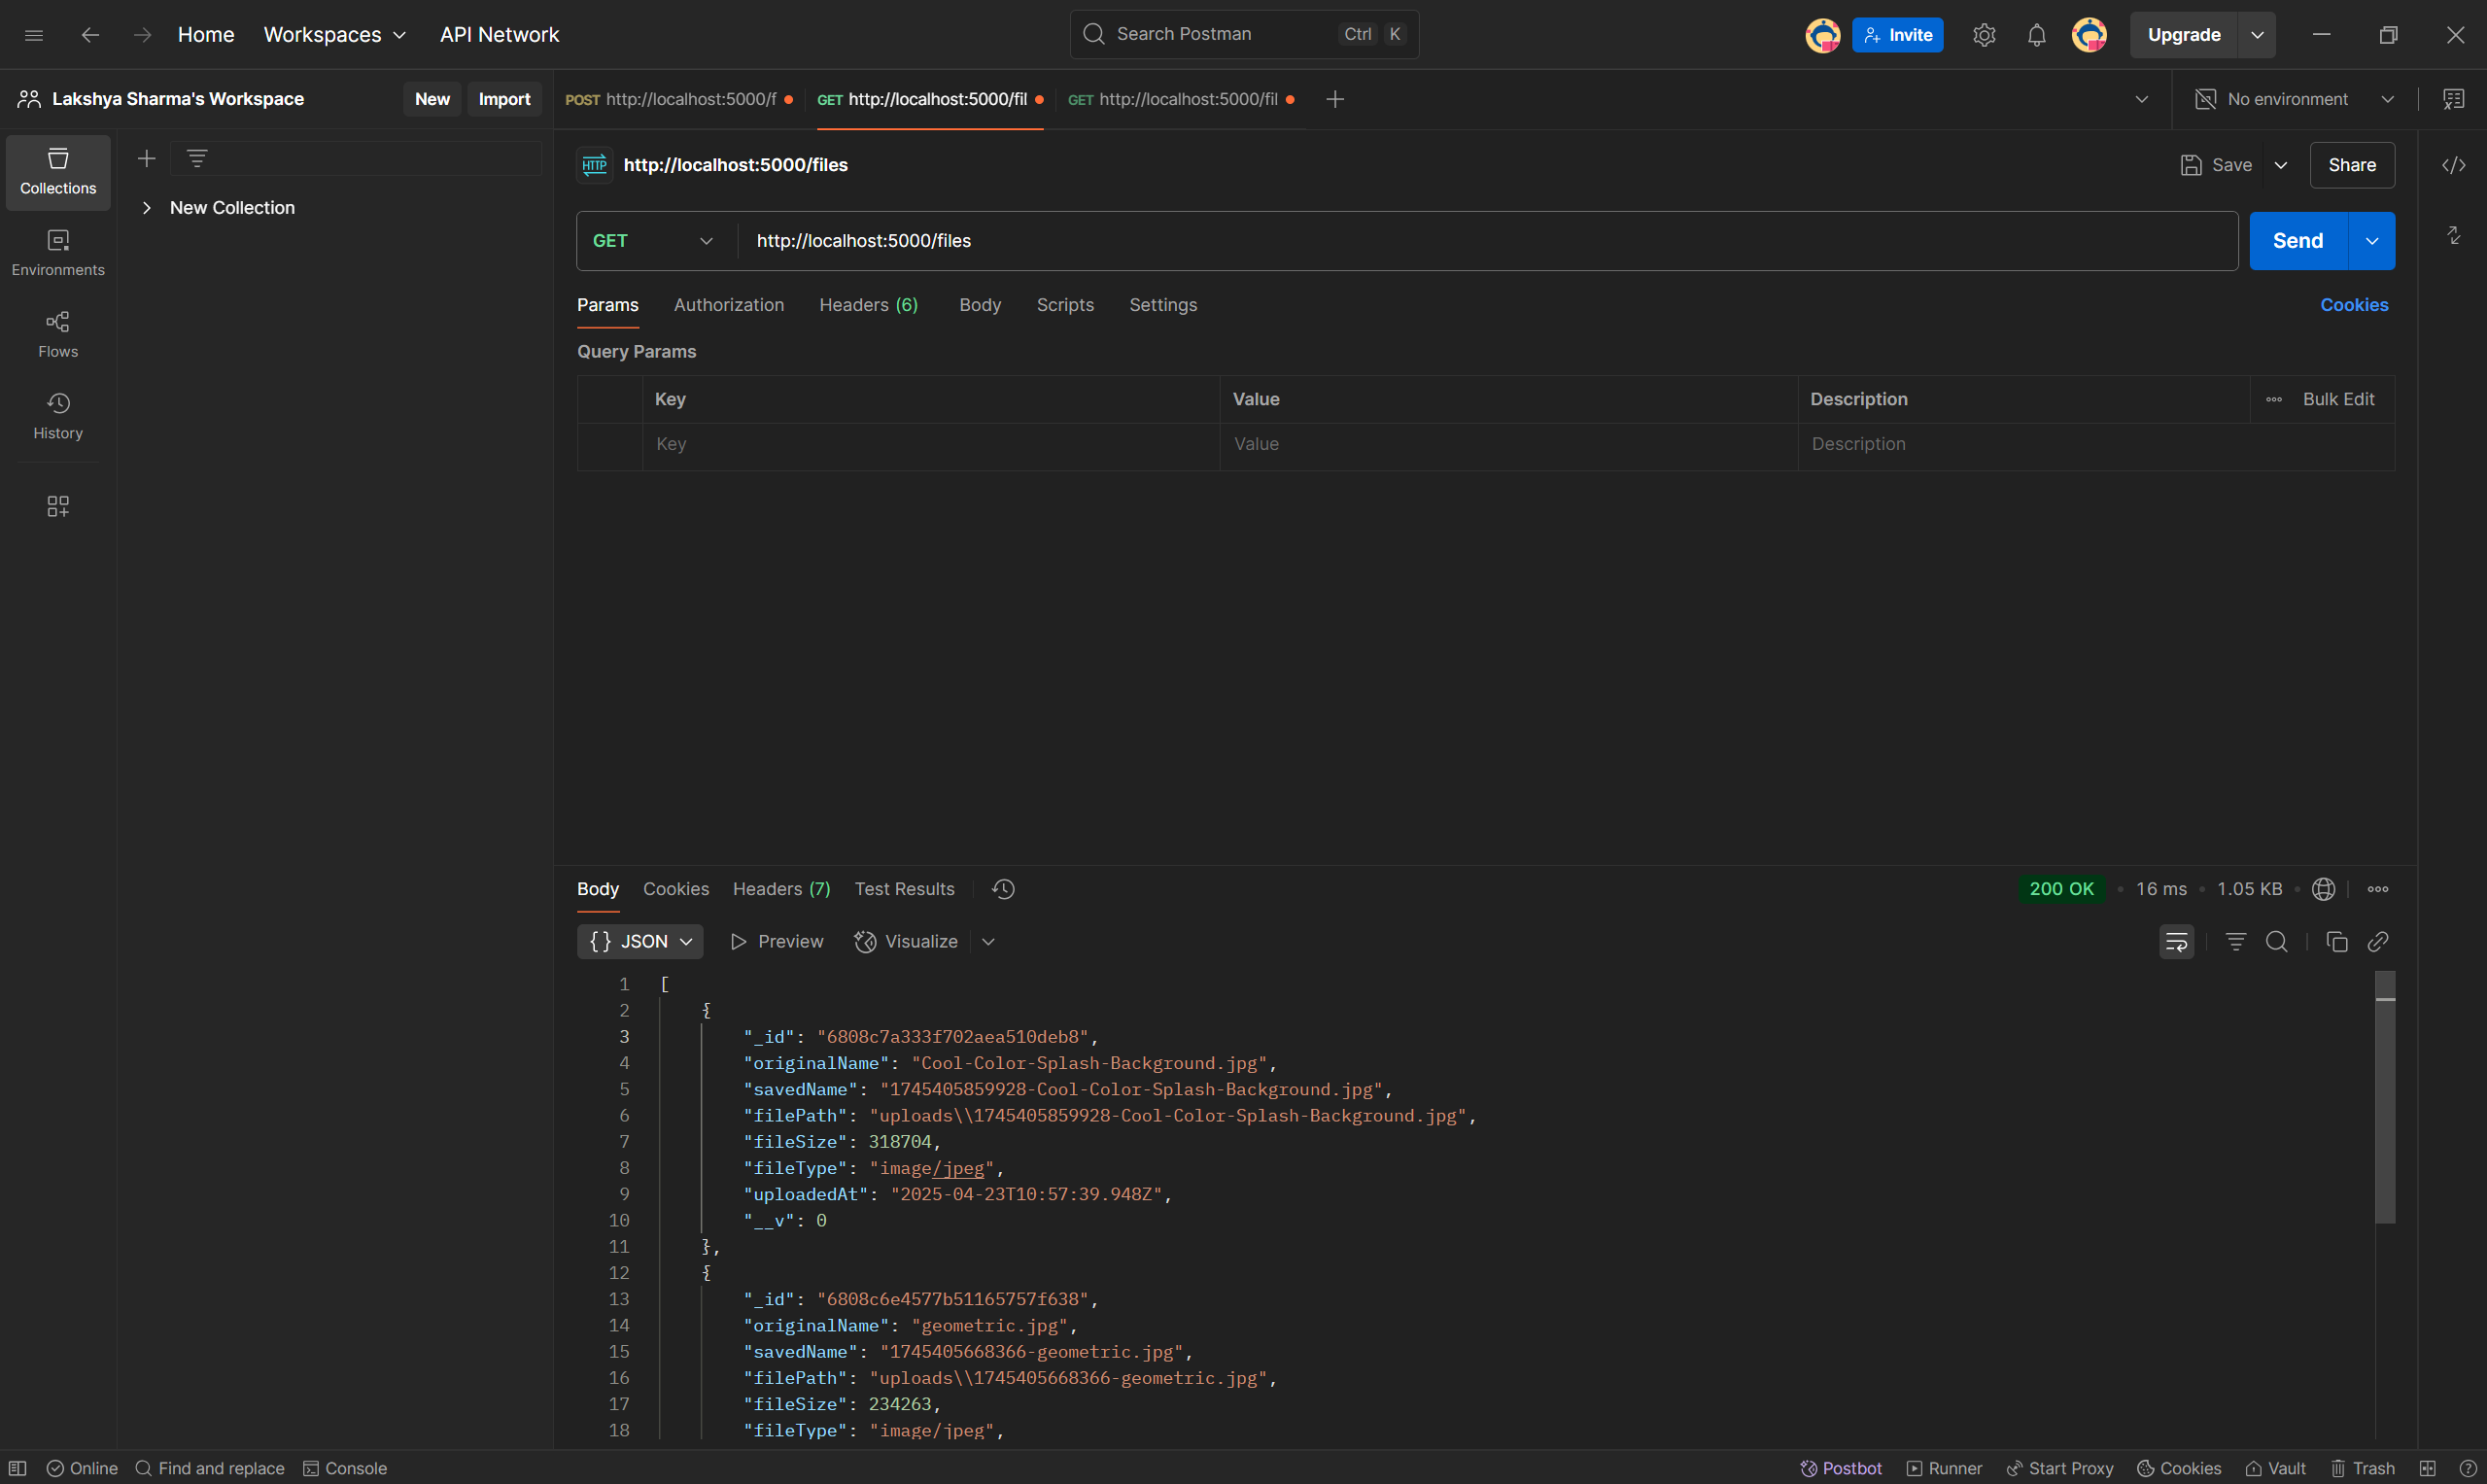 Home Workspaces API Network Search Postman Ctrl K Invite Upgrade
Lakshya Sharma's Workspace New Import POST http://localhost:5000/f GET http://localhost:5000/fil GET http://localhost:5000/fil No environment
Collections
Environments
Flows
History
New Collection
HTTP http://localhost:5000/files Save Share
GET http://localhost:5000/files Send
Params Authorization Headers (6) Body Scripts Settings Cookies
Query Params
Key Value Description Bulk Edit
Key Value Description
Body Cookies Headers (7) Test Results 200 OK 16 ms 1.05 KB
{} JSON Preview Visualize
1 [
2 {
3 "_id": "6808c7a333f702aea510deb8",
4 "originalName": "Cool-Color-Splash-Background.jpg",
5 "savedName": "1745405859928-Cool-Color-Splash-Background.jpg",
6 "filePath": "uploads\\1745405859928-Cool-Color-Splash-Background.jpg",
7 "fileSize": 318704,
8 "fileType": "image/jpeg",
9 "uploadedAt": "2025-04-23T10:57:39.948Z",
10 "__v": 0
11 },
12 {
13 "_id": "6808c6e4577b51165757f638",
14 "originalName": "geometric.jpg",
15 "savedName": "1745405668366-geometric.jpg",
16 "filePath": "uploads\\1745405668366-geometric.jpg",
17 "fileSize": 234263,
18 "fileType": "image/jpeg",
Online Find and replace Console Postbot Runner Start Proxy Cookies Vault Trash